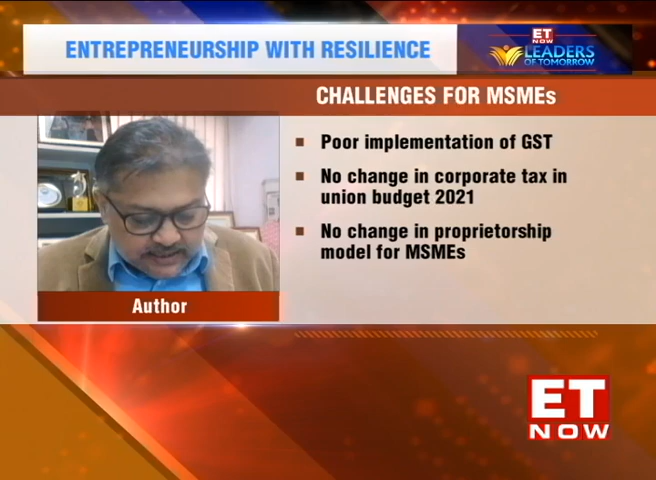 ENTREPRENEURSHIP WITH RESILIENCE
ET
NOW
LEADERS
OF TOMORROW
CHALLENGES FOR MSMEs
Poor implementation of GST
No change in corporate tax in
union budget 2021
No change in proprietorship
model for MSMEs
Author
ET
NOW